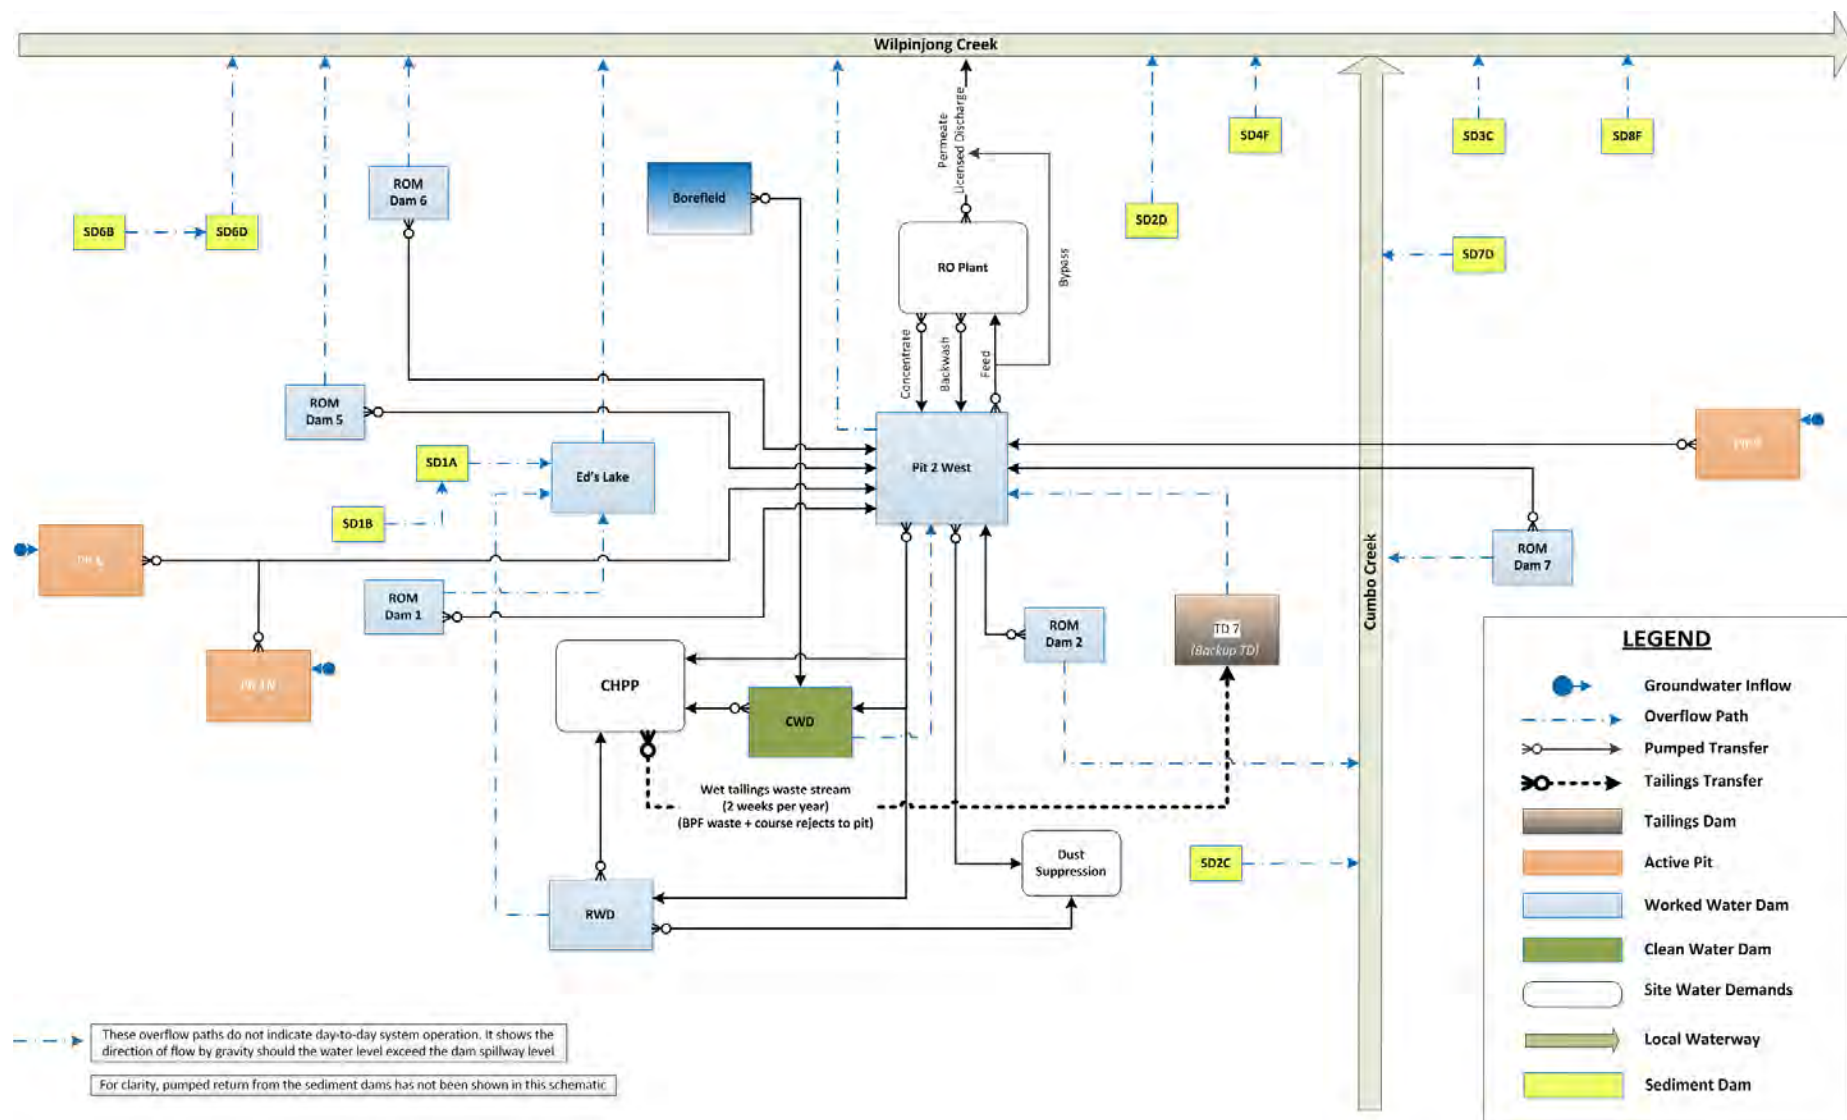 Wilpinjong Creek
SD4F
SD3C
SD8F
Permeate
Licensed Discharge
ROM
Dam 6
Borefield
SD6B
SD6D
SD2D
SD7D
RO Plant
Bypass
Concentrate
Backwash
Feed
ROM
Dam 5
SD1A
Ed's Lake
Pit 2 West
SD1B
ROM
Dam 7
Cumbo Creek
ROM
Dam 1
ROM
Dam 2
TD 7
(Backup TD)
CHPP
CWD
Wet tailings waste stream
(2 weeks per year)
(BPF waste + course rejects to pit)
Dust
Suppression
SD2C
RWD
LEGEND
Groundwater Inflow
Overflow Path
Pumped Transfer
Tailings Transfer
Tailings Dam
Active Pit
Worked Water Dam
Clean Water Dam
Site Water Demands
Local Waterway
Sediment Dam
These overflow paths do not indicate day-to-day system operation. It shows the
direction of flow by gravity should the water level exceed the dam spillway level
For clarity, pumped return from the sediment dams has not been shown in this schematic